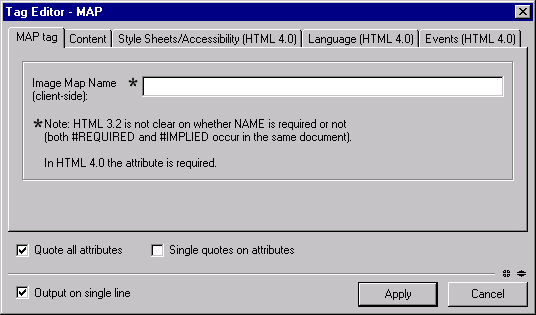 Tag Editor - MAP
MAP tag Content Style Sheets/Accessibility (HTML 4.0) Language (HTML 4.0) Events (HTML 4.0)
Image Map Name * 
(client-side):
* Note: HTML 3.2 is not clear on whether NAME is required or not
(both #REQUIRED and #IMPLIED occur in the same document).
In HTML 4.0 the attribute is required.
Quote all attributes Single quotes on attributes
Output on single line Apply Cancel